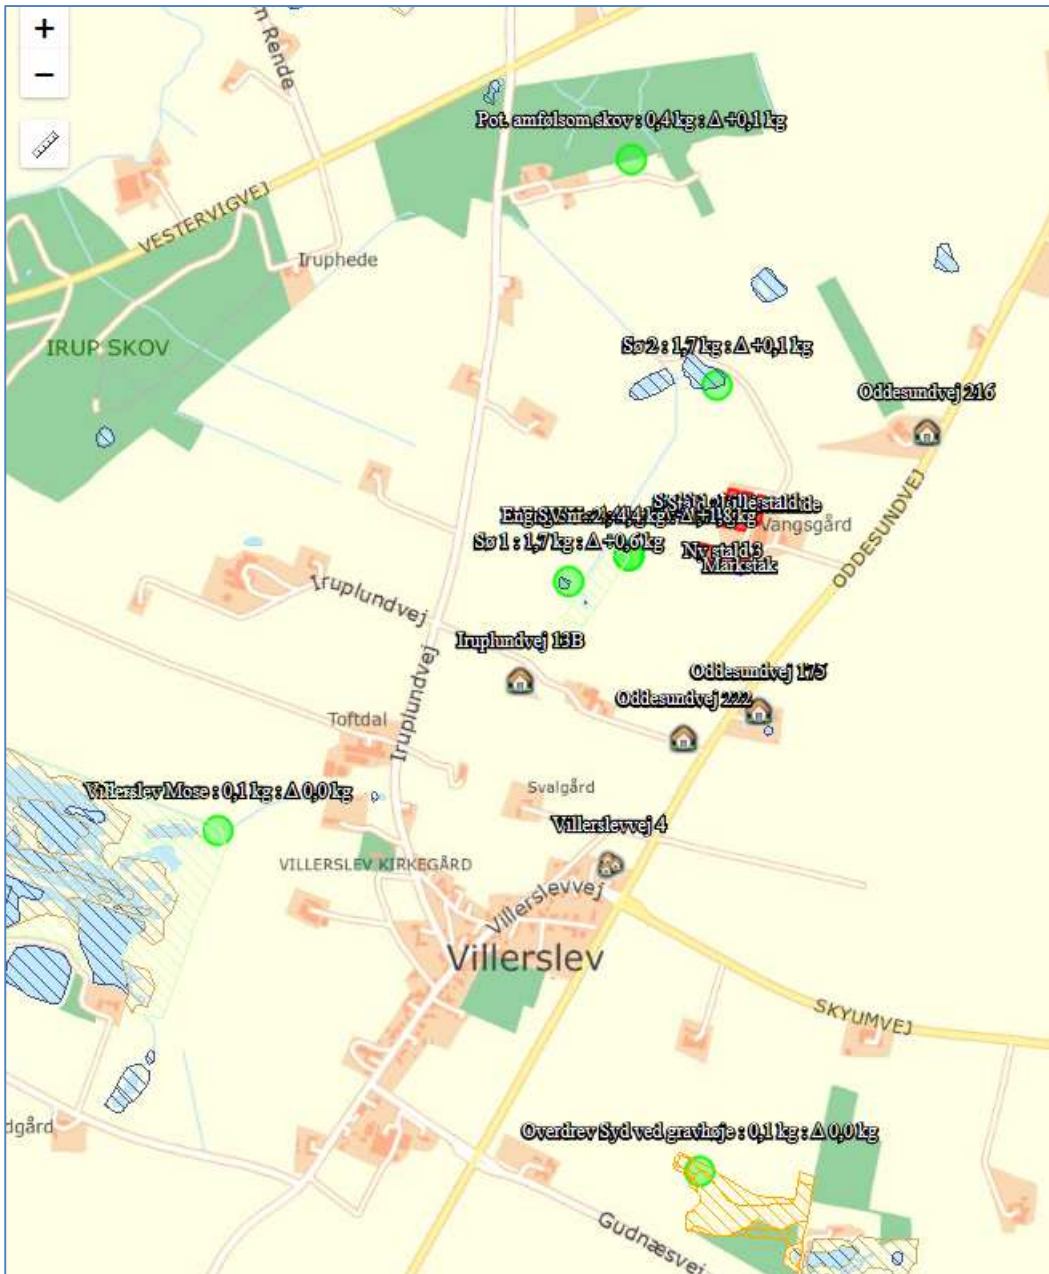 +
−
n Rende
Pot. amfølsom skov : 0,4 kg : Δ +0,1 kg
VESTERVIGVEJ
Iruphede
IRUP SKOV
Sø 2 : 1,7 kg : Δ +0,1 kg
Oddesundvej 216
Vangsgård
Sø 1 : 1,7 kg : Δ +0,6 kg
Ny stald 3
Markstak
ODDESUNDVEJ
Iruplundvej
Iruplundvej 13B
Iruplundvej
Oddesundvej 175
Oddesundvej 222
Toftdal
Svalgård
Villerslev Mose : 0,1 kg : Δ 0,0 kg
Villerslevvej 4
VILLERSLEV KIRKEGÅRD
Villerslevvej
Villerslev
SKYUMVEJ
dgård
Overdrev Syd ved gravhøje : 0,1 kg : Δ 0,0 kg
Gudnæsvej